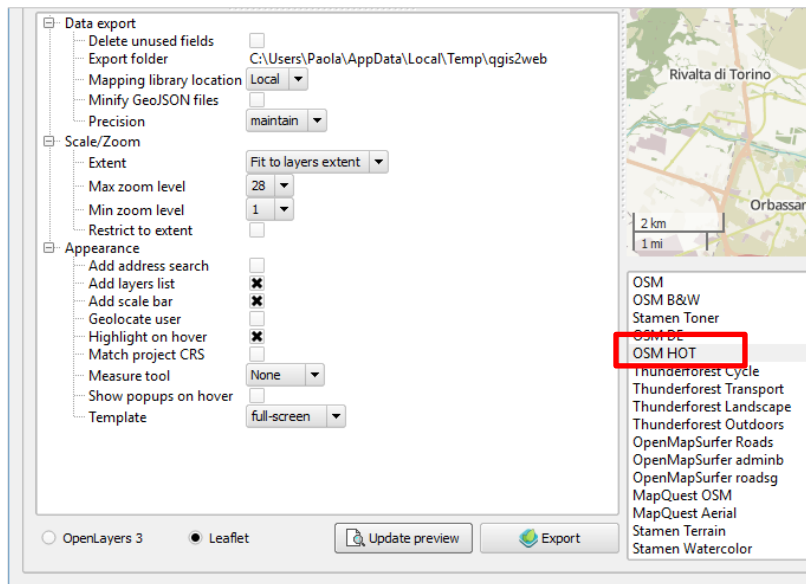 Data export
Delete unused fields
Export folder C:\Users\Paola\AppData\Local\Temp\qgis2web
Mapping library location Local
Minify GeoJSON files
Precision maintain
Scale/Zoom
Extent Fit to layers extent
Max zoom level 28
Min zoom level 1
Restrict to extent
Appearance
Add address search
Add layers list
Add scale bar
Geolocate user
Highlight on hover
Match project CRS
Measure tool None
Show popups on hover
Template full-screen
OpenLayers 3 Leaflet Update preview Export
Rivalta di Torino
Orbassan
2 km
1 mi
OSM
OSM B&W
Stamen Toner
OSM DE
OSM HOT
Thunderforest Cycle
Thunderforest Transport
Thunderforest Landscape
Thunderforest Outdoors
OpenMapSurfer Roads
OpenMapSurfer adminb
OpenMapSurfer roadsg
MapQuest OSM
MapQuest Aerial
Stamen Terrain
Stamen Watercolor